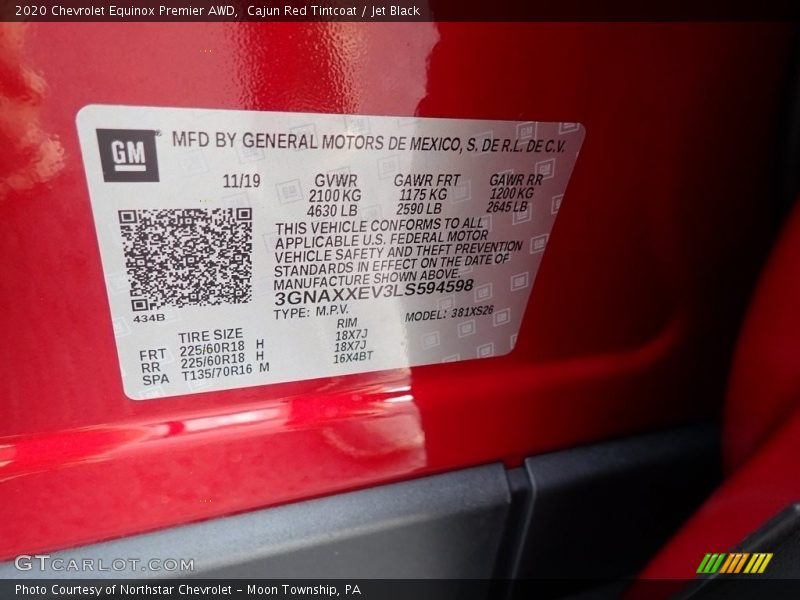 2020 Chevrolet Equinox Premier AWD,  Cajun Red Tintcoat / Jet Black
GM
® MFD BY GENERAL MOTORS DE MEXICO, S. DE R.L. DE C.V.
11/19 GVWR GAWR FRT GAWR RR
2100 KG 1175 KG 1200 KG
4630 LB 2590 LB 2645 LB
THIS VEHICLE CONFORMS TO ALL
APPLICABLE U.S. FEDERAL MOTOR
VEHICLE SAFETY AND THEFT PREVENTION
STANDARDS IN EFFECT ON THE DATE OF
MANUFACTURE SHOWN ABOVE.
3GNAXXEV3LS594598
434B
TYPE: M.P.V. MODEL: 381XS26
TIRE SIZE RIM
FRT 225/60R18 H 18X7J
RR 225/60R18 H 18X7J
SPA T135/70R16 M 16X4BT
GTCARLOT.COM
Photo Courtesy of Northstar Chevrolet - Moon Township, PA